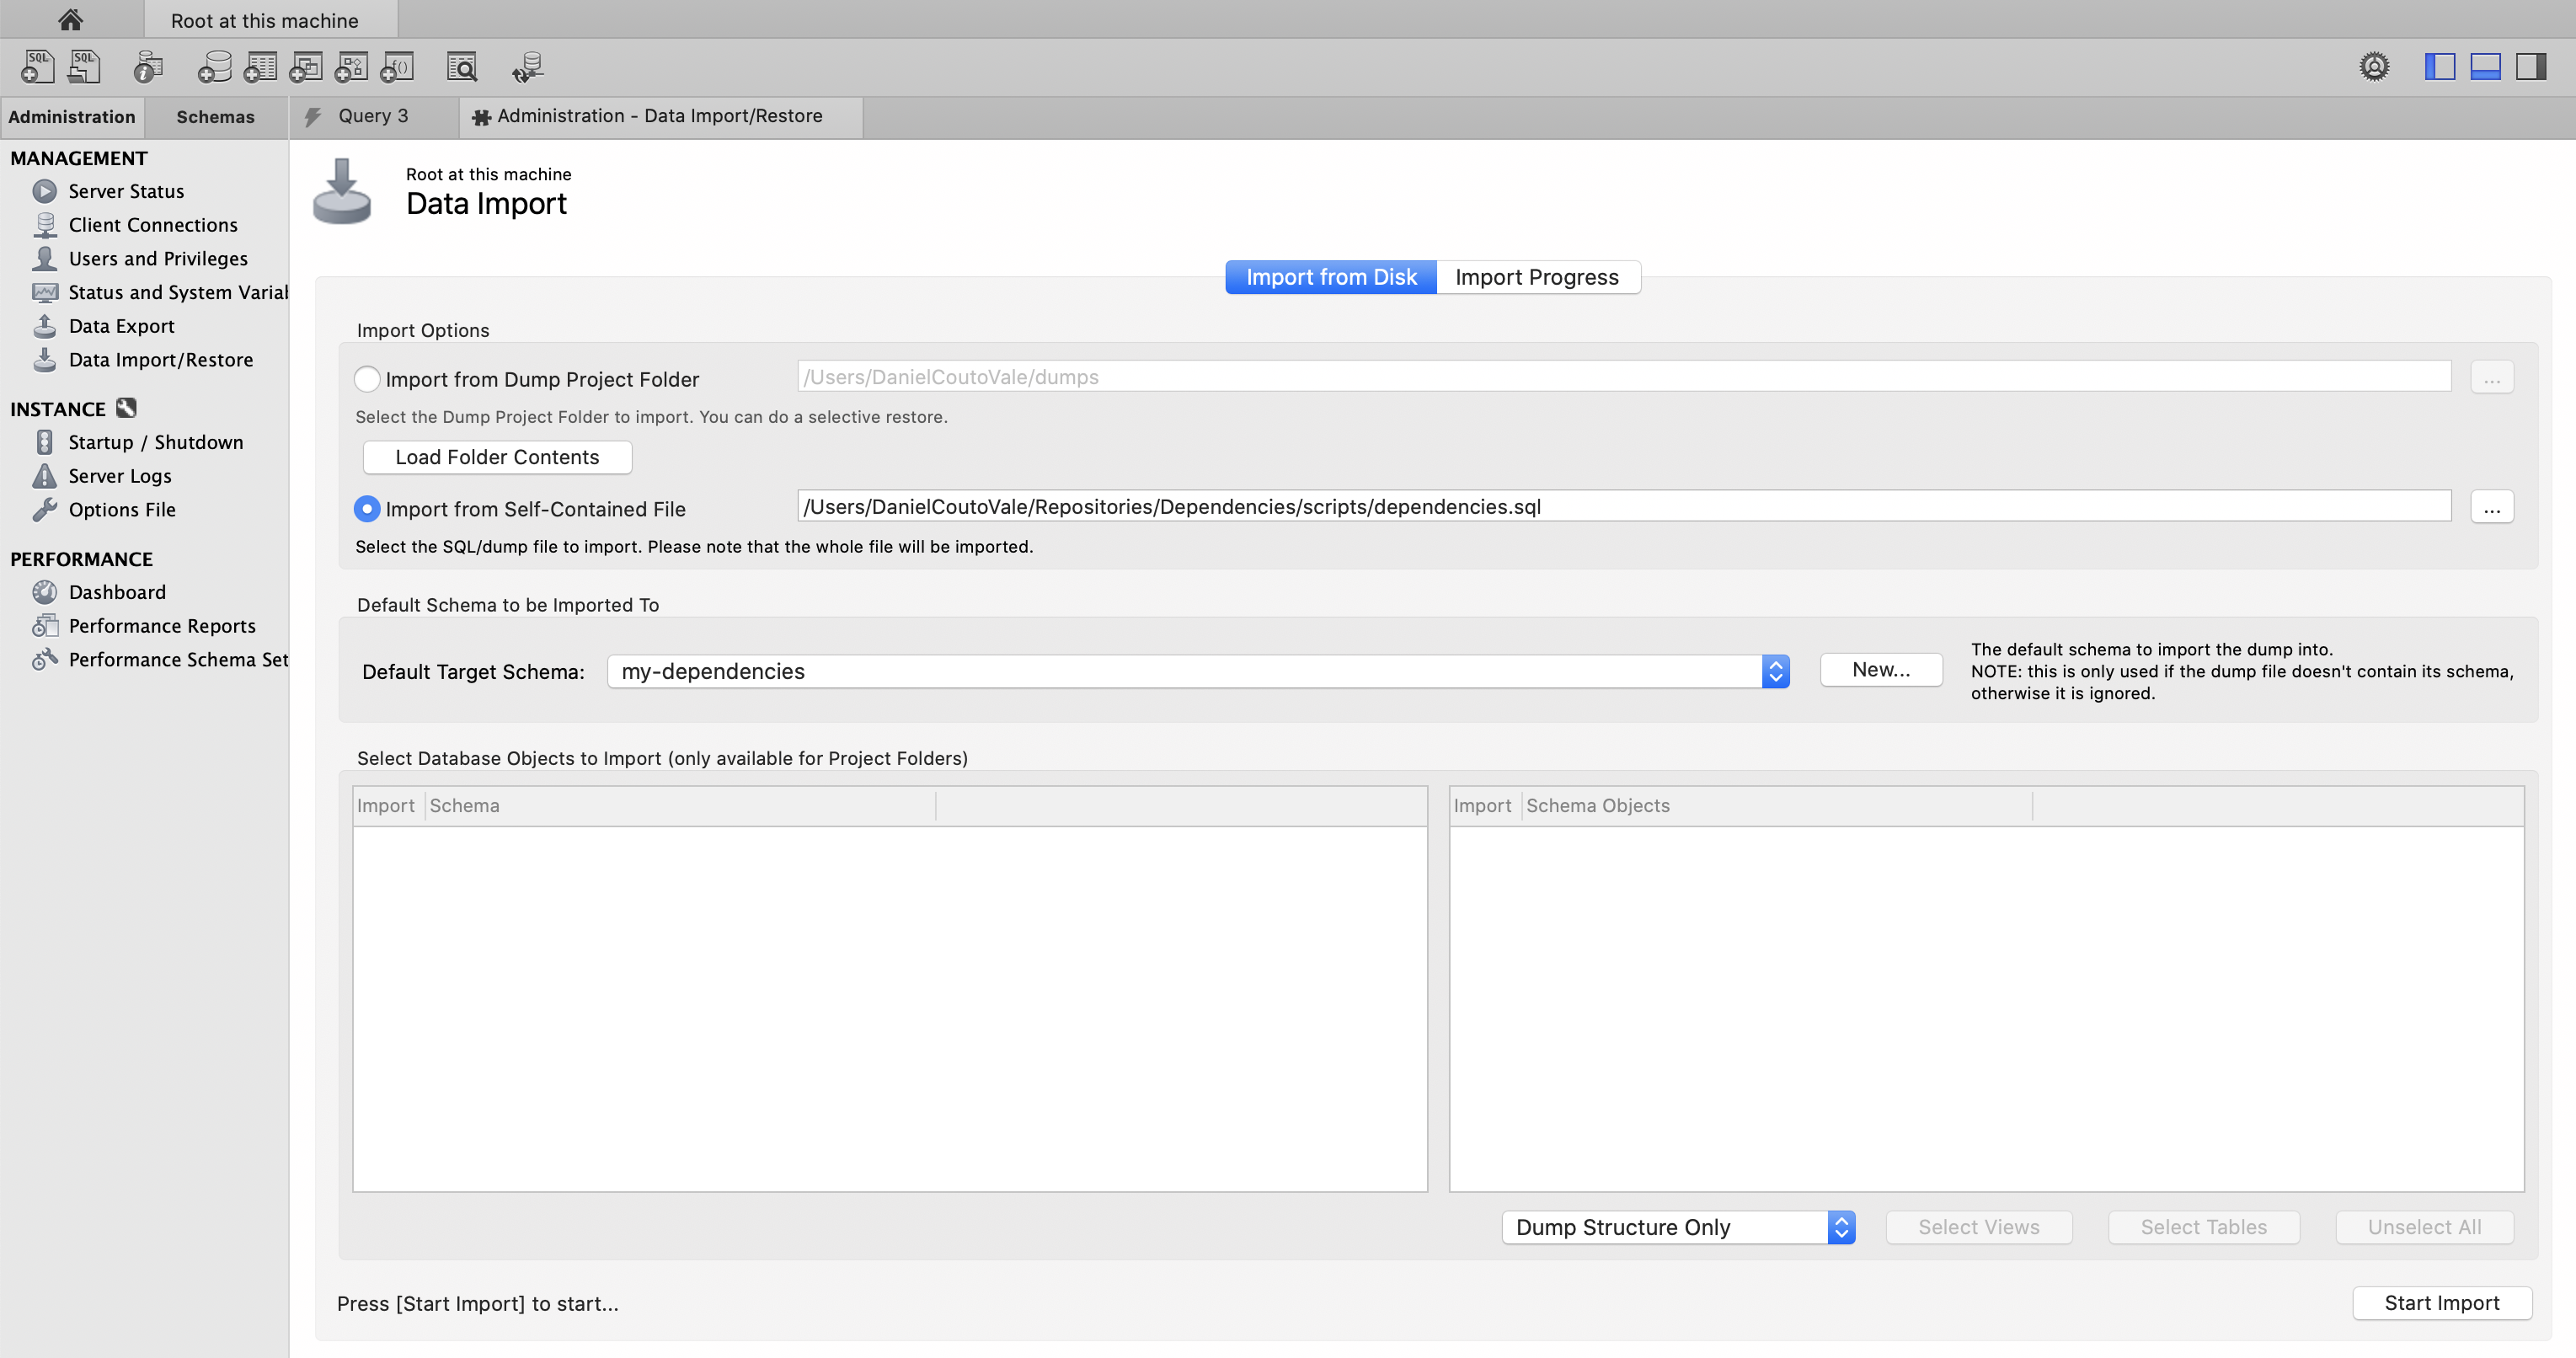 Root at this machine
SQL
SQL
Administration
Schemas
Query 3
Administration - Data Import/Restore
MANAGEMENT
Server Status
Client Connections
Users and Privileges
Status and System Varial
Data Export
Data Import/Restore
INSTANCE
Startup / Shutdown
Server Logs
Options File
PERFORMANCE
Dashboard
Performance Reports
Performance Schema Set
Root at this machine
Data Import
Import from Disk
Import Progress
Import Options
Import from Dump Project Folder
/Users/DanielCoutoVale/dumps
...
Select the Dump Project Folder to import. You can do a selective restore.
Load Folder Contents
Import from Self-Contained File
/Users/DanielCoutoVale/Repositories/Dependencies/scripts/dependencies.sql
...
Select the SQL/dump file to import. Please note that the whole file will be imported.
Default Schema to be Imported To
Default Target Schema:
my-dependencies
New...
The default schema to import the dump into.
NOTE: this is only used if the dump file doesn't contain its schema,
otherwise it is ignored.
Select Database Objects to Import (only available for Project Folders)
Import
Schema
Import
Schema Objects
Dump Structure Only
Select Views
Select Tables
Unselect All
Press [Start Import] to start...
Start Import